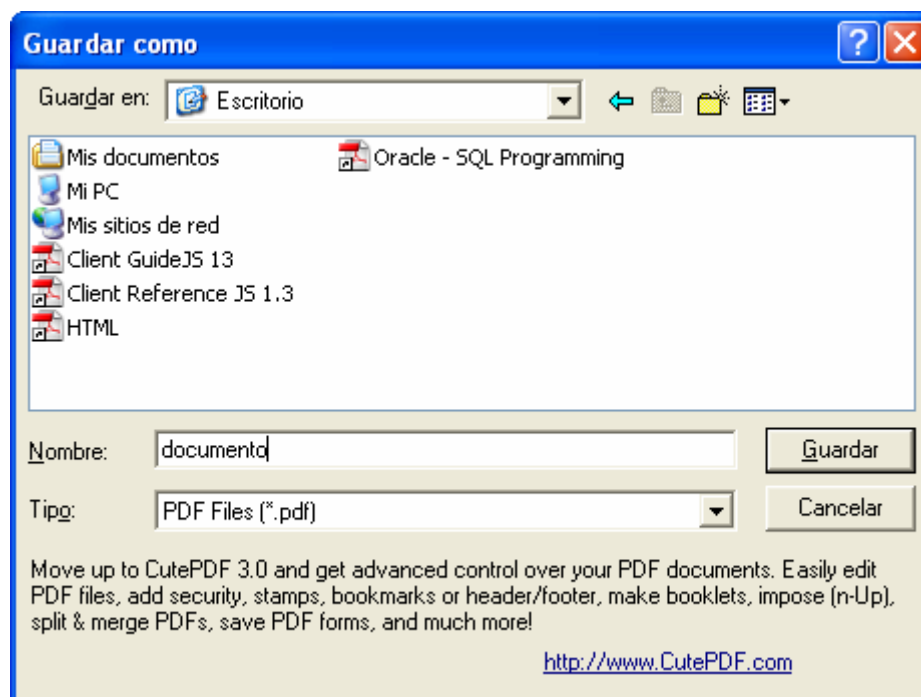 Guardar como
Guardar en: Escritorio
Mis documentos
Mi PC
Mis sitios de red
Client GuideJS 13
Client Reference JS 1.3
HTML
Oracle - SQL Programming
Nombre: documento
Guardar
Tipo: PDF Files (*.pdf)
Cancelar
Move up to CutePDF 3.0 and get advanced control over your PDF documents. Easily edit
PDF files, add security, stamps, bookmarks or header/footer, make booklets, impose (n-Up),
split & merge PDFs, save PDF forms, and much more!
http://www.CutePDF.com